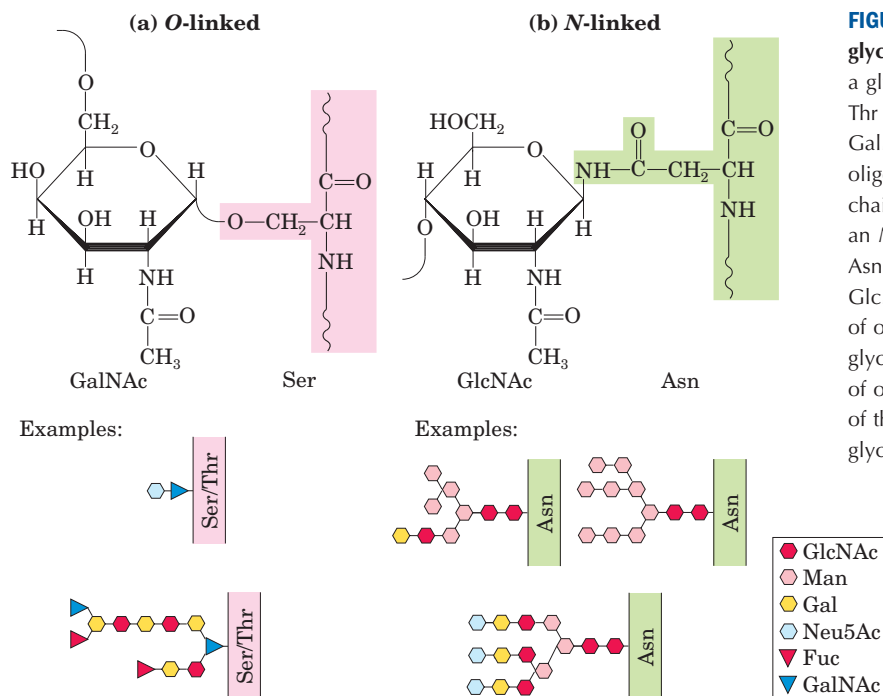 (a) O-linked
O
CH₂
O
HO
H
H
H
OH
H
H
H
NH
C=O
CH₃
O—CH₂—CH
C=O
NH
GalNAc
Ser
(b) N-linked
HOCH₂
O
H
H
OH
H
O
H
H
H
NH
C=O
CH₃
O
NH—C—CH₂—CH
C=O
NH
GlcNAc
Asn
FIGU
glyc
a gl
Thr
Gal
olig
chai
an N
Asn
Glc
of o
glyc
of o
of th
glyc
Examples:
Ser/Thr
Ser/Thr
Examples:
Asn
Asn
Asn
GlcNAc
Man
Gal
Neu5Ac
Fuc
GalNAc